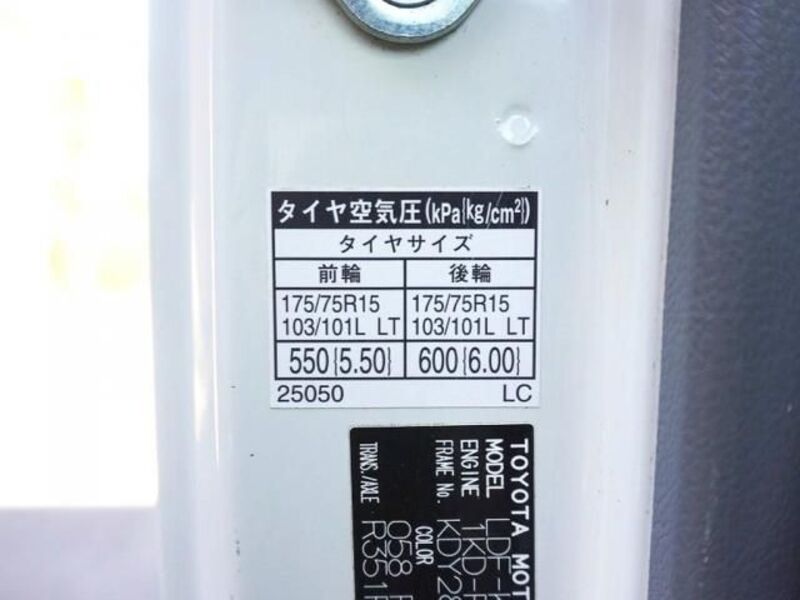 タイヤ空気圧(kPa{kg/cm²})
タイヤサイズ
前輪 後輪
175/75R15 175/75R15
103/101L LT 103/101L LT
550{5.50} 600{6.00}
25050 LC
TOYOTA
MODEL LDF-
ENGINE 1KD-
FRAME No. KDY28
COLOR 058
TRANS./AXLE R351